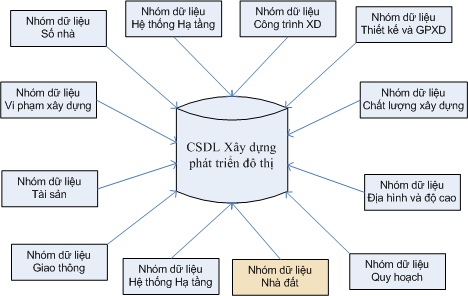 Nhóm dữ liệu
Số nhà
Nhóm dữ liệu
Hệ thống Hạ tầng
Nhóm dữ liệu
Công trình XD
Nhóm dữ liệu
Thiết kế và GPXD
Nhóm dữ liệu
Vi phạm xây dựng
Nhóm dữ liệu
Chất lượng xây dựng
CSDL Xây dựng
phát triển đô thị
Nhóm dữ liệu
Tài sản
Nhóm dữ liệu
Địa hình và độ cao
Nhóm dữ liệu
Giao thông
Nhóm dữ liệu
Hệ thống Hạ tầng
Nhóm dữ liệu
Nhà đất
Nhóm dữ liệu
Quy hoạch